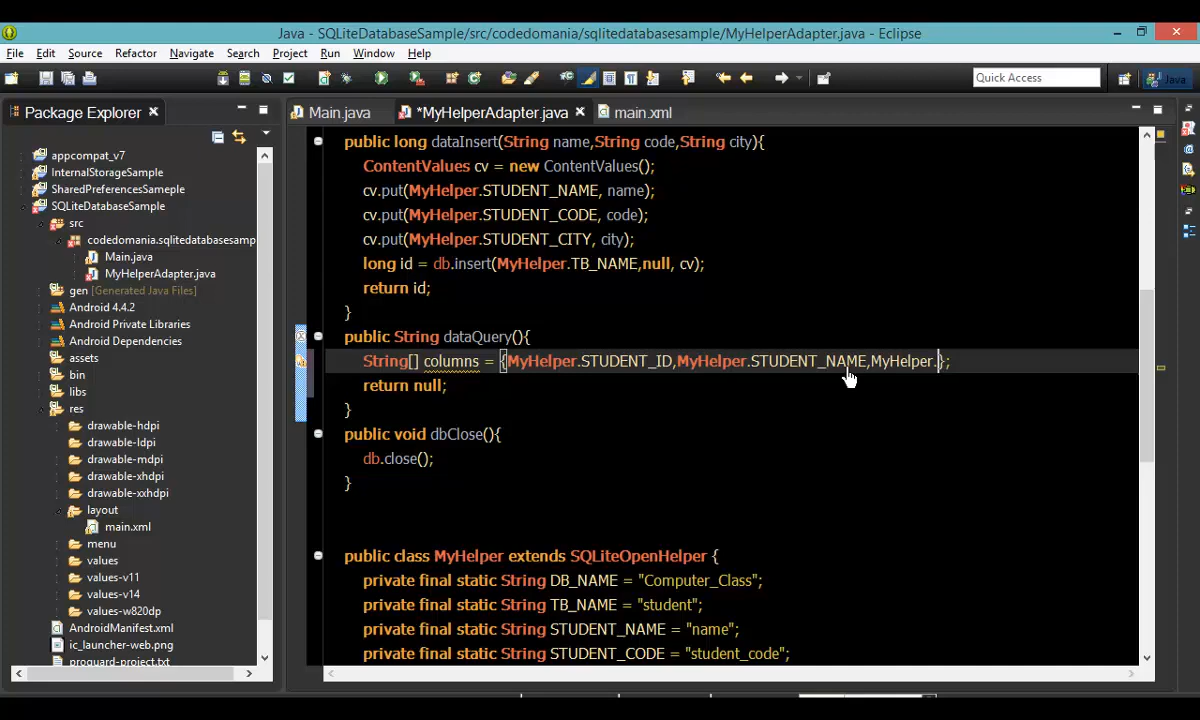 Java - SQLiteDatabaseSample/src/codedomania/sqlitedatabasesample/MyHelperAdapter.java - Eclipse
File Edit Source Refactor Navigate Search Project Run Window Help
Quick Access
Java
Package Explorer
Main.java
*MyHelperAdapter.java
main.xml
appcompat_v7
InternalStorageSample
SharedPreferencesSameple
SQLiteDatabaseSample
src
codedomania.sqlitedatabasesamp
Main.java
MyHelperAdapter.java
gen [Generated Java Files]
Android 4.4.2
Android Private Libraries
Android Dependencies
assets
bin
libs
res
drawable-hdpi
drawable-ldpi
drawable-mdpi
drawable-xhdpi
drawable-xxhdpi
layout
main.xml
menu
values
values-v11
values-v14
values-w820dp
AndroidManifest.xml
ic_launcher-web.png
proguard-project.txt
public long dataInsert(String name,String code,String city){
ContentValues cv = new ContentValues();
cv.put(MyHelper.STUDENT_NAME, name);
cv.put(MyHelper.STUDENT_CODE, code);
cv.put(MyHelper.STUDENT_CITY, city);
long id = db.insert(MyHelper.TB_NAME,null, cv);
return id;
}
public String dataQuery(){
String[] columns = {MyHelper.STUDENT_ID,MyHelper.STUDENT_NAME,MyHelper.};
return null;
}
public void dbClose(){
db.close();
}
public class MyHelper extends SQLiteOpenHelper {
private final static String DB_NAME = "Computer_Class";
private final static String TB_NAME = "student";
private final static String STUDENT_NAME = "name";
private final static String STUDENT_CODE = "student_code";